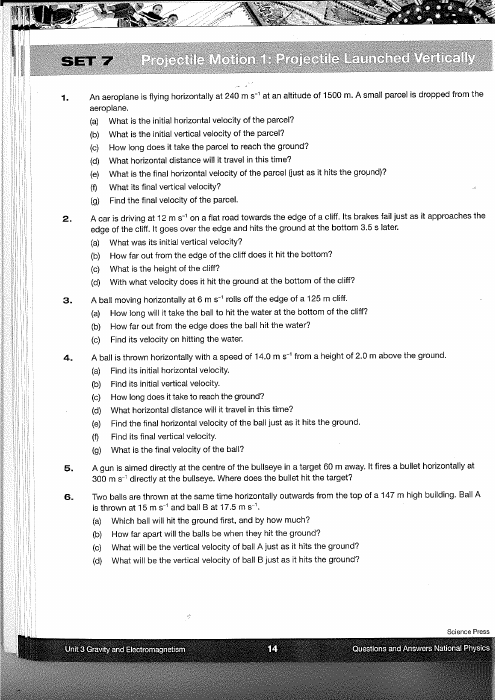 SET 7 Projectile Motion 1: Projectile Launched Vertically
1. An aeroplane is flying horizontally at 240 m s⁻¹ at an altitude of 1500 m. A small parcel is dropped from the
aeroplane.
(a) What is the initial horizontal velocity of the parcel?
(b) What is the initial vertical velocity of the parcel?
(c) How long does it take the parcel to reach the ground?
(d) What horizontal distance will it travel in this time?
(e) What is the final horizontal velocity of the parcel (just as it hits the ground)?
(f) What its final vertical velocity?
(g) Find the final velocity of the parcel.
2. A car is driving at 12 m s⁻¹ on a flat road towards the edge of a cliff. Its brakes fail just as it approaches the
edge of the cliff. It goes over the edge and hits the ground at the bottom 3.5 s later.
(a) What was its initial vertical velocity?
(b) How far out from the edge of the cliff does it hit the bottom?
(c) What is the height of the cliff?
(d) With what velocity does it hit the ground at the bottom of the cliff?
3. A ball moving horizontally at 6 m s⁻¹ rolls off the edge of a 125 m cliff.
(a) How long will it take the ball to hit the water at the bottom of the cliff?
(b) How far out from the edge does the ball hit the water?
(c) Find its velocity on hitting the water.
4. A ball is thrown horizontally with a speed of 14.0 m s⁻¹ from a height of 2.0 m above the ground.
(a) Find its initial horizontal velocity.
(b) Find its initial vertical velocity.
(c) How long does it take to reach the ground?
(d) What horizontal distance will it travel in this time?
(e) Find the final horizontal velocity of the ball just as it hits the ground.
(f) Find its final vertical velocity.
(g) What is the final velocity of the ball?
5. A gun is aimed directly at the centre of the bullseye in a target 60 m away. It fires a bullet horizontally at
300 m s⁻¹ directly at the bullseye. Where does the bullet hit the target?
6. Two balls are thrown at the same time horizontally outwards from the top of a 147 m high building. Ball A
is thrown at 15 m s⁻¹ and ball B at 17.5 m s⁻¹.
(a) Which ball will hit the ground first, and by how much?
(b) How far apart will the balls be when they hit the ground?
(c) What will be the vertical velocity of ball A just as it hits the ground?
(d) What will be the vertical velocity of ball B just as it hits the ground?
Science Press
Unit 3 Gravity and Electromagnetism 14 Questions and Answers National Physics